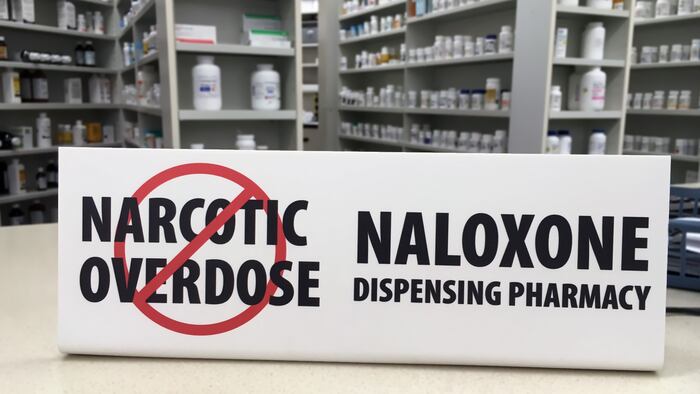 NARCOTIC
OVERDOSE
NALOXONE
DISPENSING PHARMACY